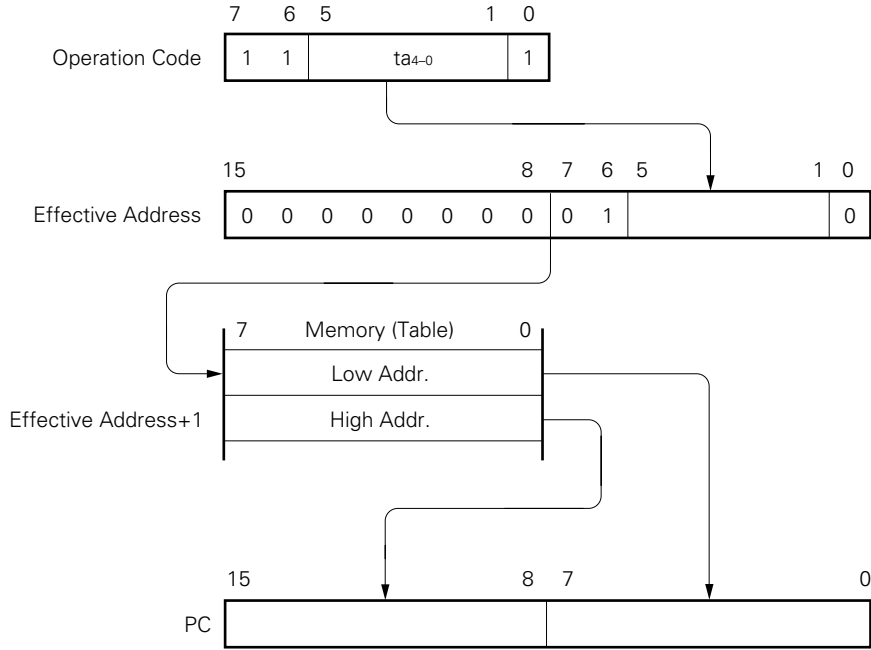 7 6 5 1 0
Operation Code 1 1 ta4–0 1
15 8 7 6 5 1 0
Effective Address 0 0 0 0 0 0 0 0 0 1 0
7 Memory (Table) 0
Low Addr.
Effective Address+1 High Addr.
15 8 7 0
PC